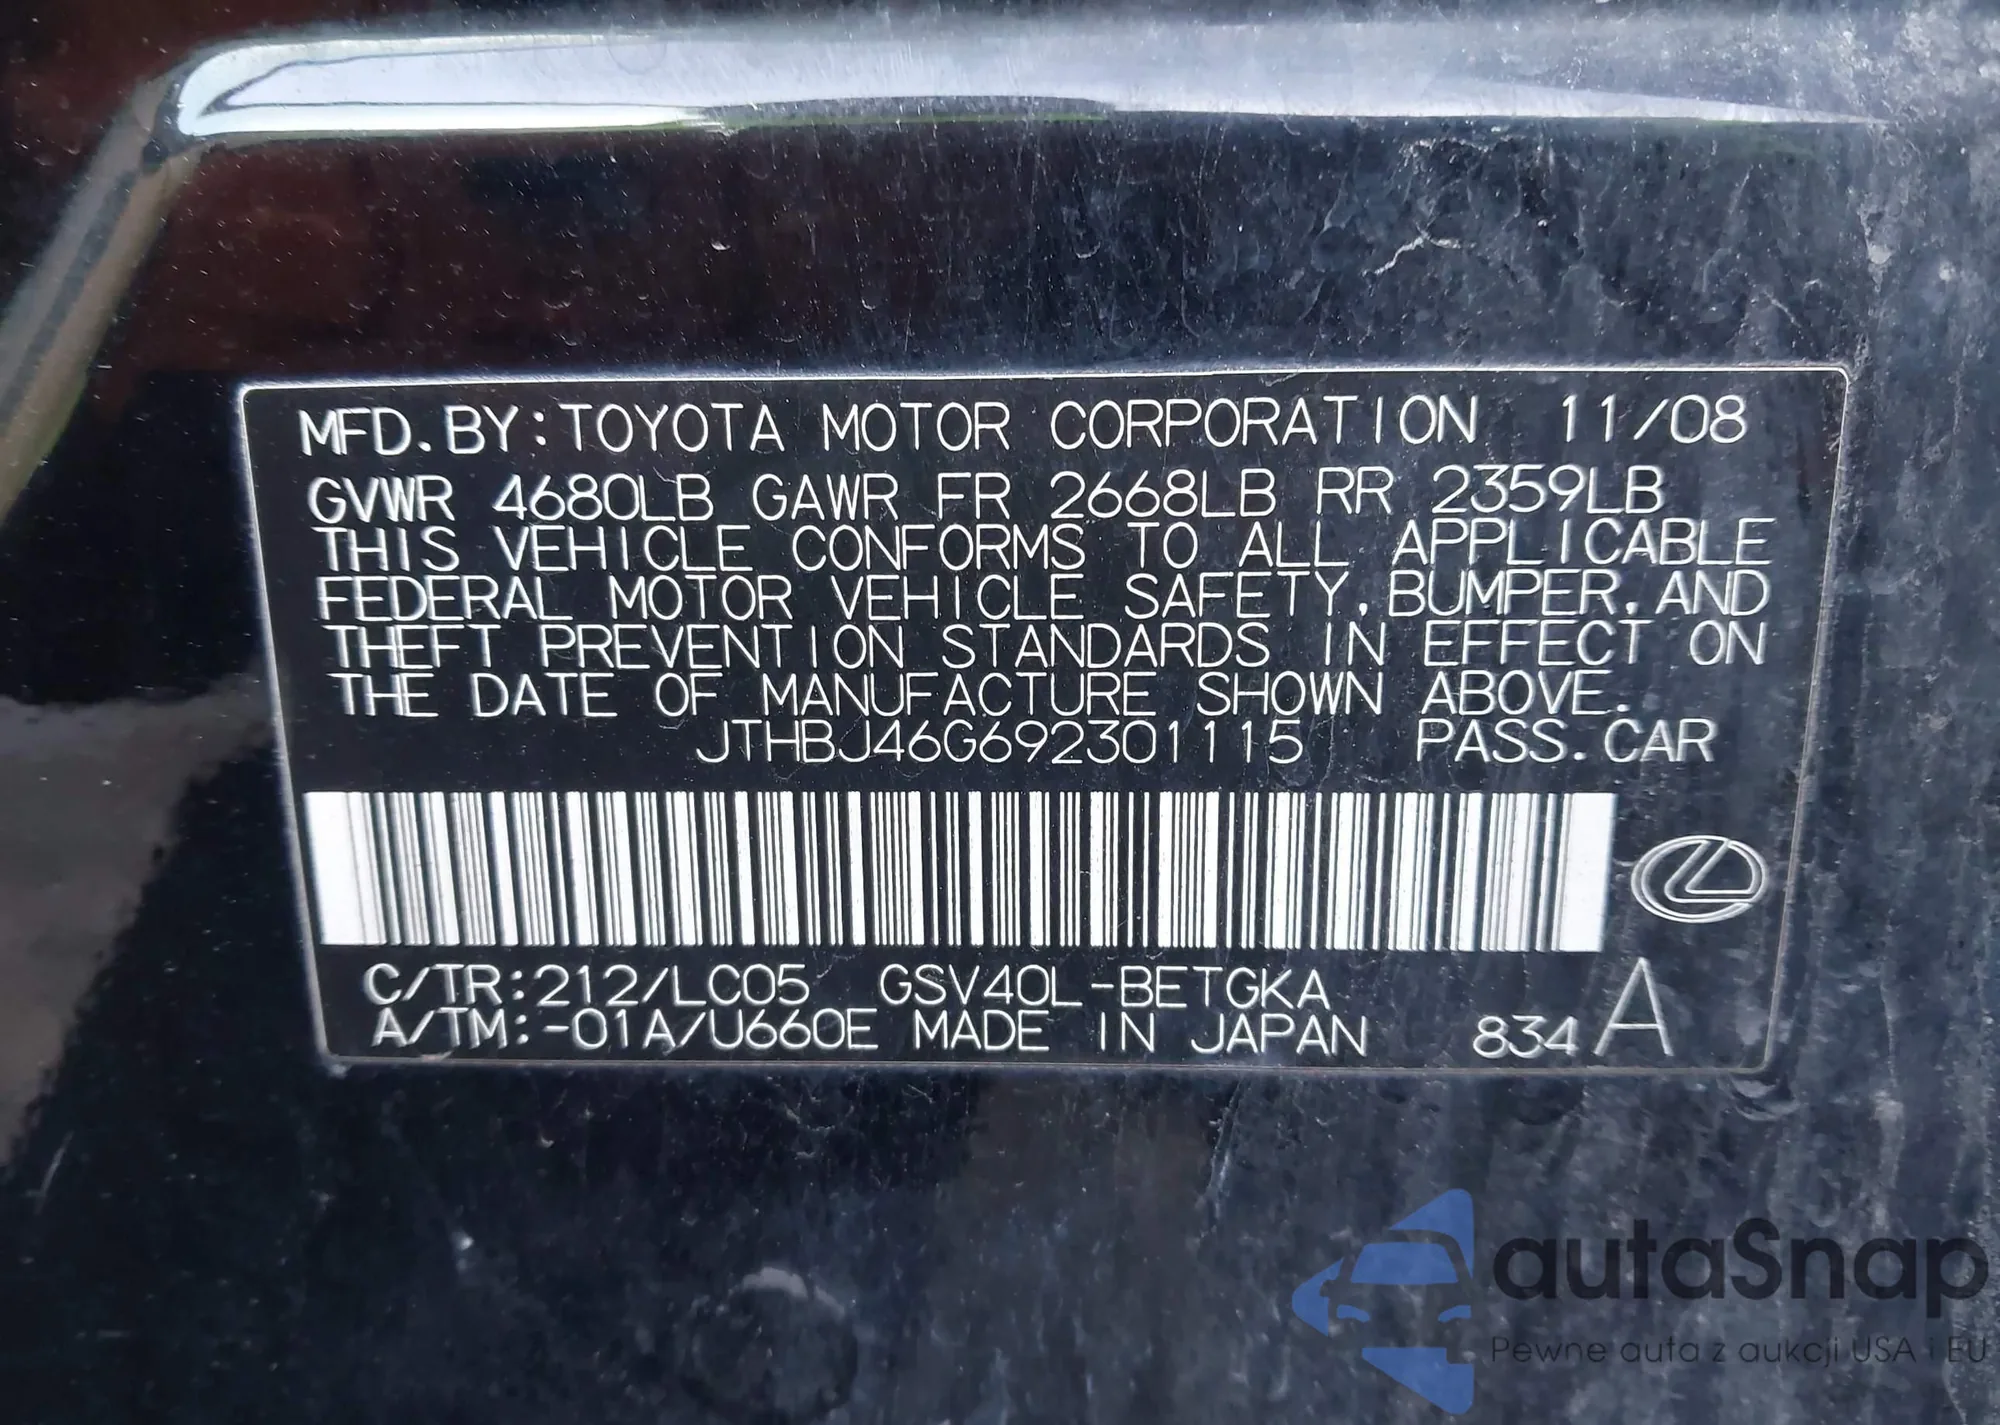 MFD. BY: TOYOTA MOTOR CORPORATION 11/08
GVWR 4680LB GAWR FR 2668LB RR 2359LB
THIS VEHICLE CONFORMS TO ALL APPLICABLE
FEDERAL MOTOR VEHICLE SAFETY, BUMPER, AND
THEFT PREVENTION STANDARDS IN EFFECT ON
THE DATE OF MANUFACTURE SHOWN ABOVE.
JTHBJ46G692301115 PASS. CAR
C/TR: 212/LC05 GSV40L-BETGKA
A/TM: -01A/U660E MADE IN JAPAN 834 A
autaSnap
Pewne auta z aukcji USA i EU